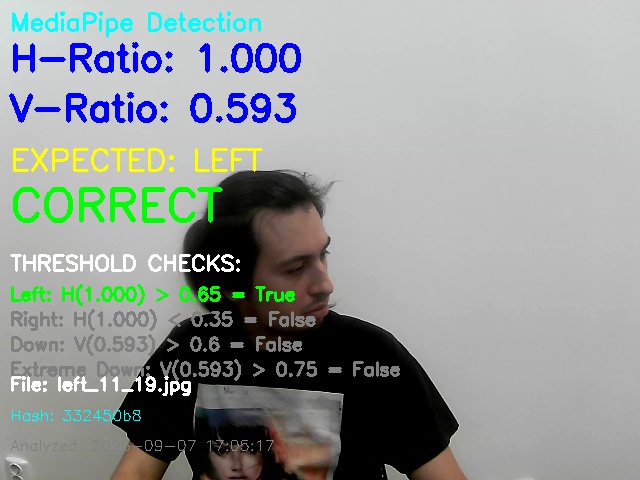 MediaPipe Detection
H-Ratio: 1.000
V-Ratio: 0.593
EXPECTED: LEFT
CORRECT
THRESHOLD CHECKS:
Left: H(1.000) > 0.65 = True
Right: H(1.000) < 0.35 = False
Down: V(0.593) > 0.6 = False
Extreme Down: V(0.593) > 0.75 = False
File: left_11_19.jpg
Hash: 332450b8
Analyzed: 2025-09-07 17:05:17